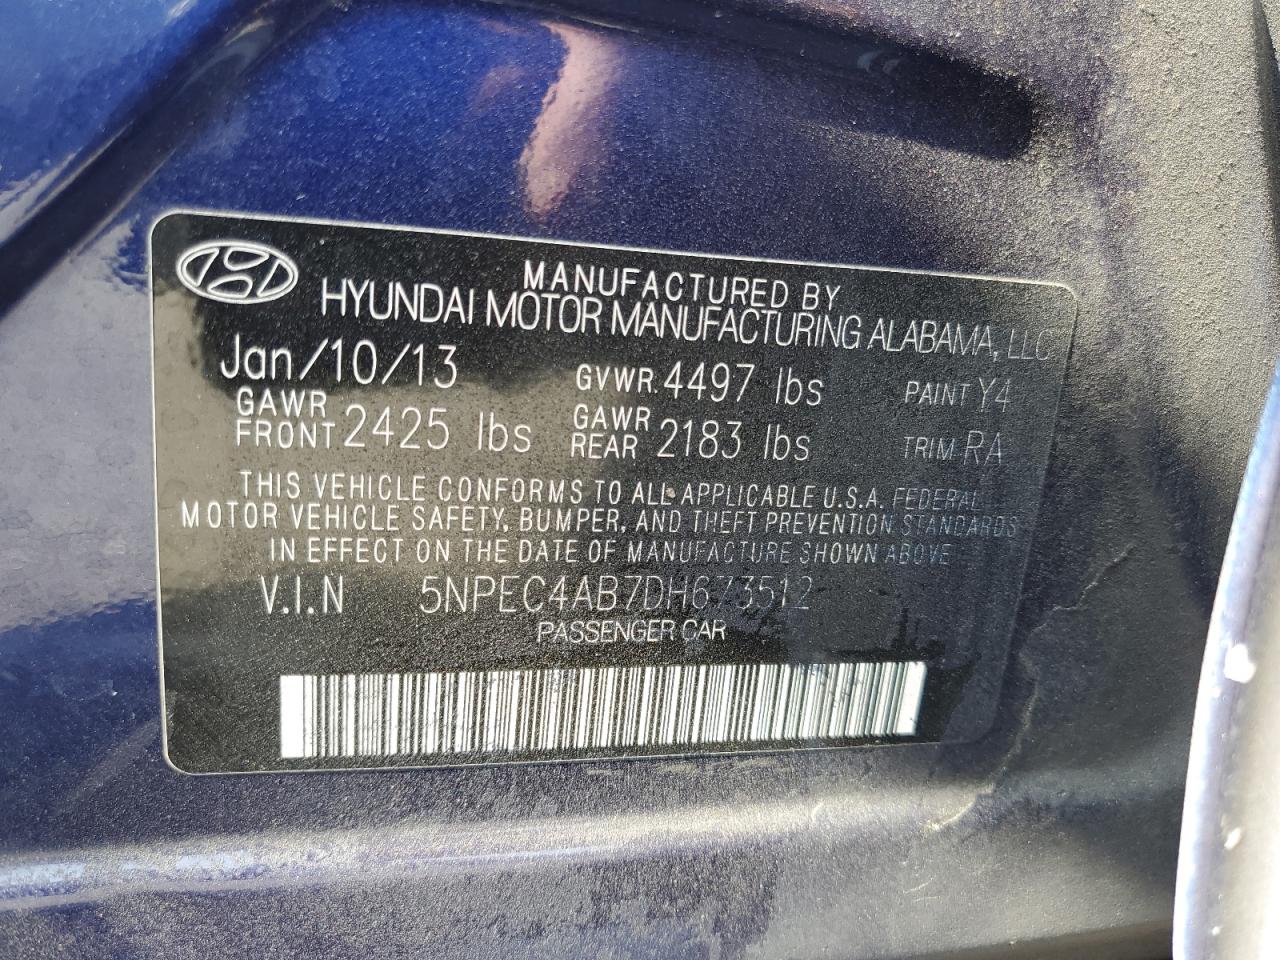 MANUFACTURED BY
HYUNDAI MOTOR MANUFACTURING ALABAMA, LLC
Jan/10/13 GVWR 4497 lbs PAINT Y4
GAWR FRONT 2425 lbs GAWR REAR 2183 lbs TRIM RA
THIS VEHICLE CONFORMS TO ALL APPLICABLE U.S.A. FEDERAL
MOTOR VEHICLE SAFETY, BUMPER, AND THEFT PREVENTION STANDARDS
IN EFFECT ON THE DATE OF MANUFACTURE SHOWN ABOVE
V.I.N 5NPEC4AB7DH673512
PASSENGER CAR